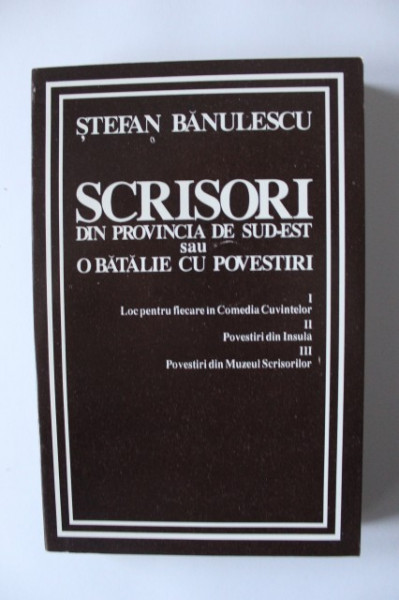 ȘTEFAN BĂNULESCU
SCRISORI
DIN PROVINCIA DE SUD-EST
sau
O BĂTĂLIE CU POVESTIRI
I
Loc pentru fiecare in Comedia Cuvintelor
II
Povestiri din Insula
III
Povestiri din Muzeul Scrisorilor